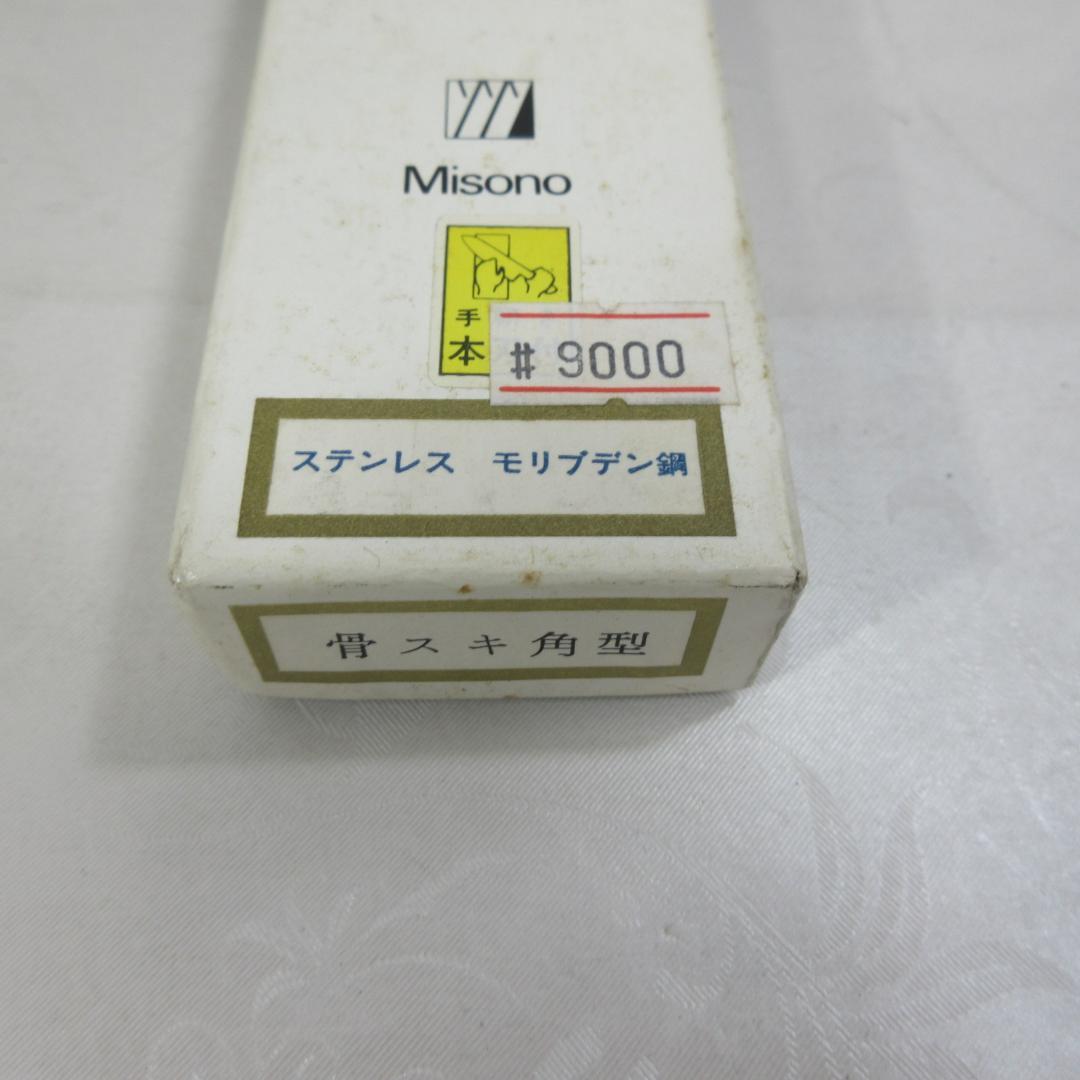 Misono
手
本
# 9000
ステンレス モリブデン鋼
骨スキ角型